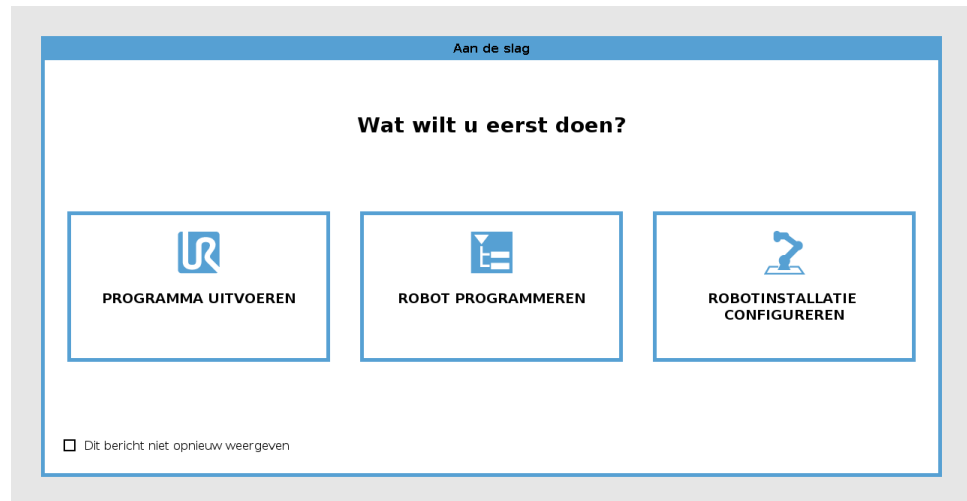 Aan de slag
Wat wilt u eerst doen?
PROGRAMMA UITVOEREN
ROBOT PROGRAMMEREN
ROBOTINSTALLATIE
CONFIGUREREN
Dit bericht niet opnieuw weergeven